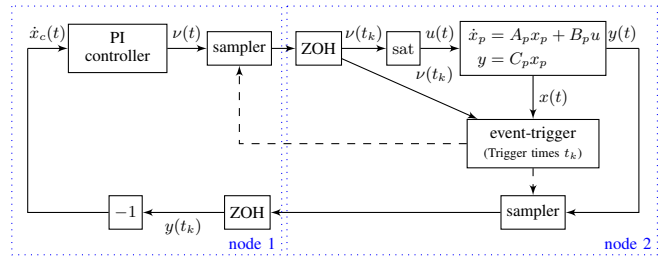 ẋ_c(t)
PI
controller
ν(t)
sampler
ZOH
ν(t_k)
sat
u(t)
ẋ_p = A_p x_p + B_p u
y = C_p x_p
y(t)
ν(t_k)
x(t)
event-trigger
(Trigger times t_k)
−1
y(t_k)
ZOH
sampler
node 1
node 2